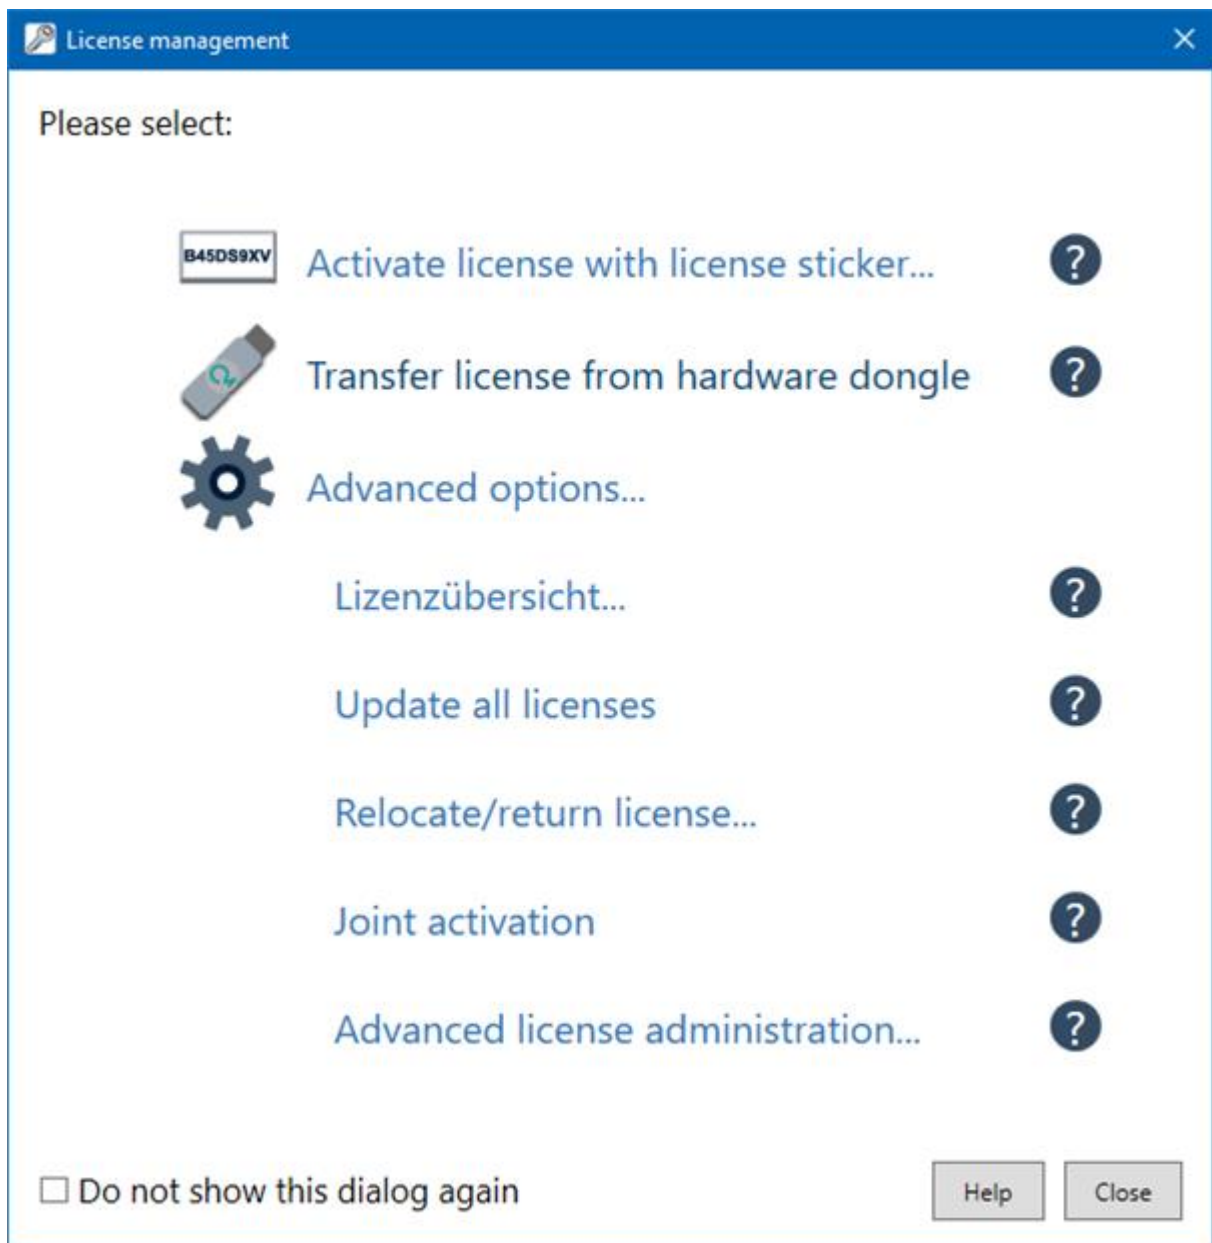 License management
Please select:
B45DS9XV
Activate license with license sticker...
?
Transfer license from hardware dongle
?
Advanced options...
Lizenzübersicht...
?
Update all licenses
?
Relocate/return license...
?
Joint activation
?
Advanced license administration...
?
Do not show this dialog again
Help
Close